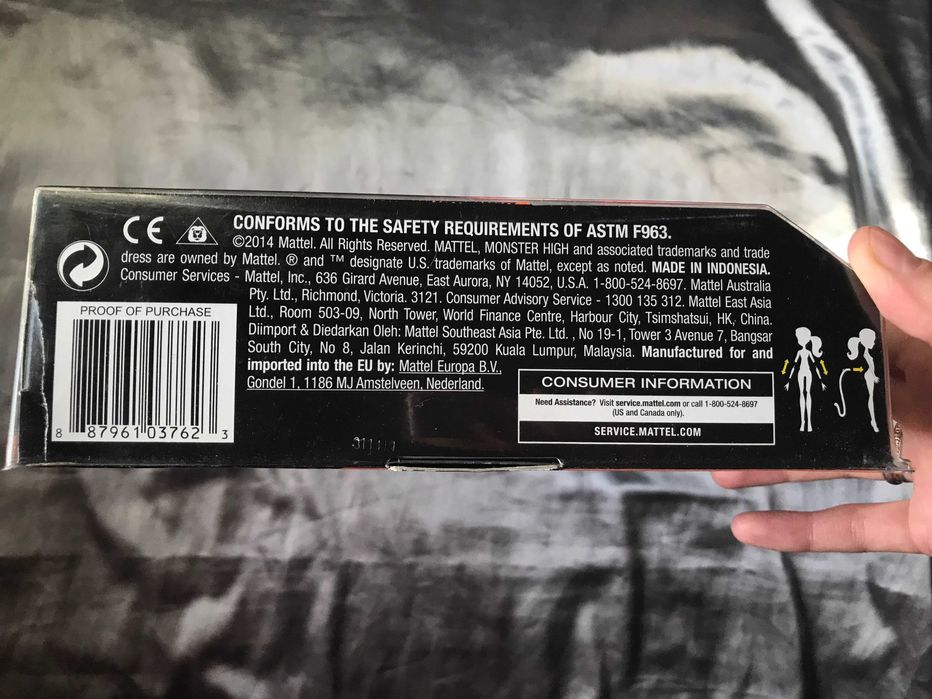 CE
CONFORMS TO THE SAFETY REQUIREMENTS OF ASTM F963.
©2014 Mattel. All Rights Reserved. MATTEL, MONSTER HIGH and associated trademarks and trade
dress are owned by Mattel. ® and ™ designate U.S. trademarks of Mattel, except as noted. MADE IN INDONESIA.
Consumer Services - Mattel, Inc., 636 Girard Avenue, East Aurora, NY 14052, U.S.A. 1-800-524-8697. Mattel Australia
Pty. Ltd., Richmond, Victoria. 3121. Consumer Advisory Service - 1300 135 312. Mattel East Asia
Ltd., Room 503-09, North Tower, World Finance Centre, Harbour City, Tsimshatsui, HK, China.
Diimport & Diedarkan Oleh: Mattel Southeast Asia Pte. Ltd., No 19-1, Tower 3 Avenue 7, Bangsar
South City, No 8, Jalan Kerinchi, 59200 Kuala Lumpur, Malaysia. Manufactured for and
imported into the EU by: Mattel Europa B.V.,
Gondel 1, 1186 MJ Amstelveen, Nederland.
PROOF OF PURCHASE
8 87961 03762 3
CONSUMER INFORMATION
Need Assistance? Visit service.mattel.com or call 1-800-524-8697
(US and Canada only).
SERVICE.MATTEL.COM